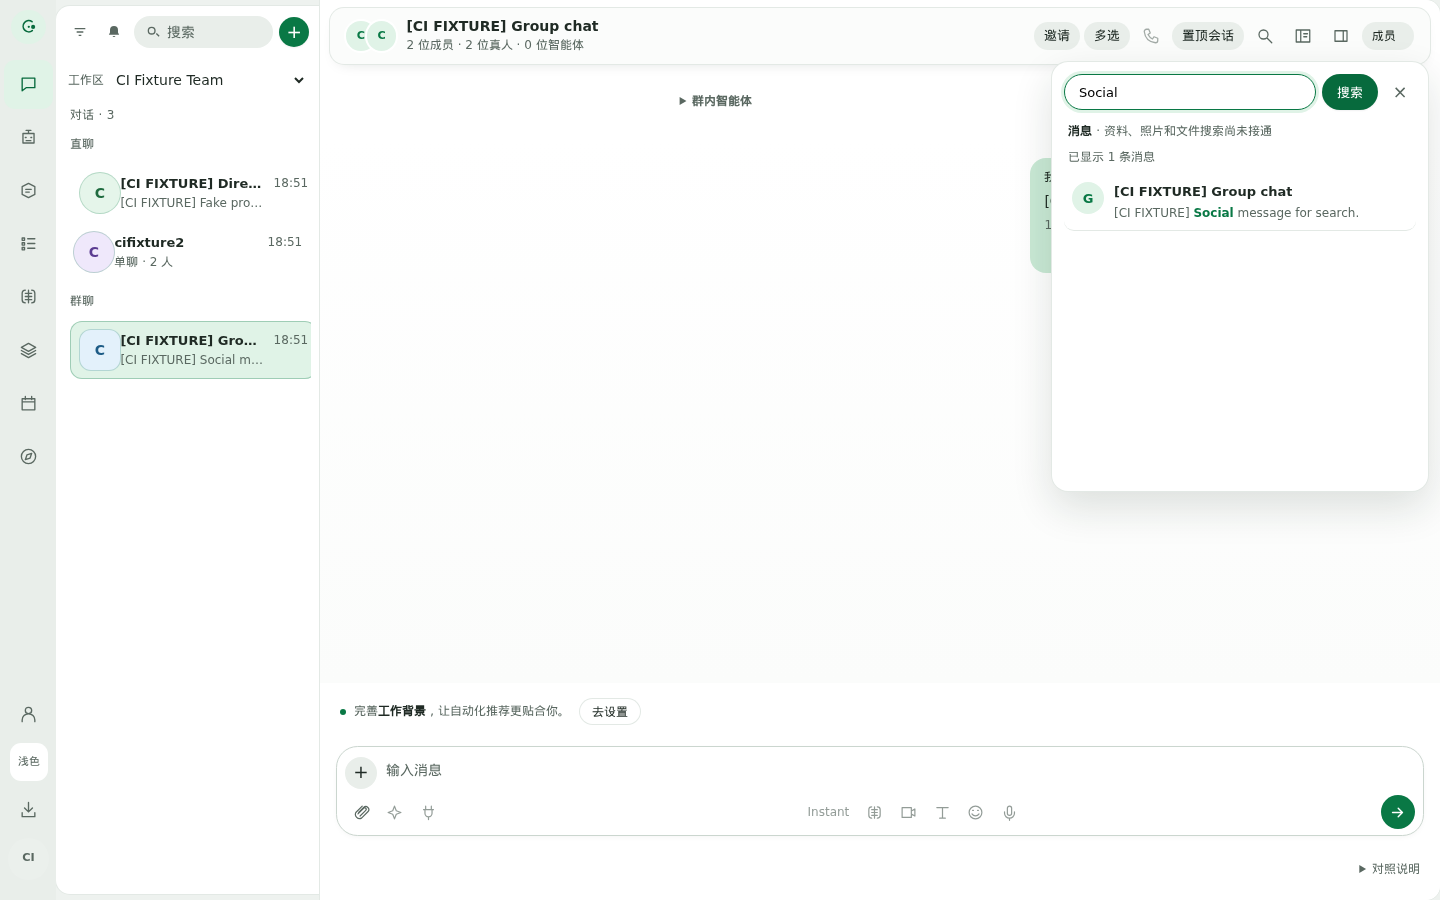 搜索
工作区 CI Fixture Team
对话 · 3
直聊
C [CI FIXTURE] Dire... 18:51
[CI FIXTURE] Fake pro...
C cifixture2 18:51
单聊 · 2 人
群聊
C [CI FIXTURE] Gro... 18:51
[CI FIXTURE] Social m...
浅色
CI
C C [CI FIXTURE] Group chat
2 位成员 · 2 位真人 · 0 位智能体
邀请 多选 置顶会话 成员
▶ 群内智能体
Social 搜索
消息 · 资料、照片和文件搜索尚未接通
已显示 1 条消息
G [CI FIXTURE] Group chat
[CI FIXTURE] Social message for search.
完善工作背景，让自动化推荐更贴合你。 去设置
输入消息
Instant
▶ 对照说明